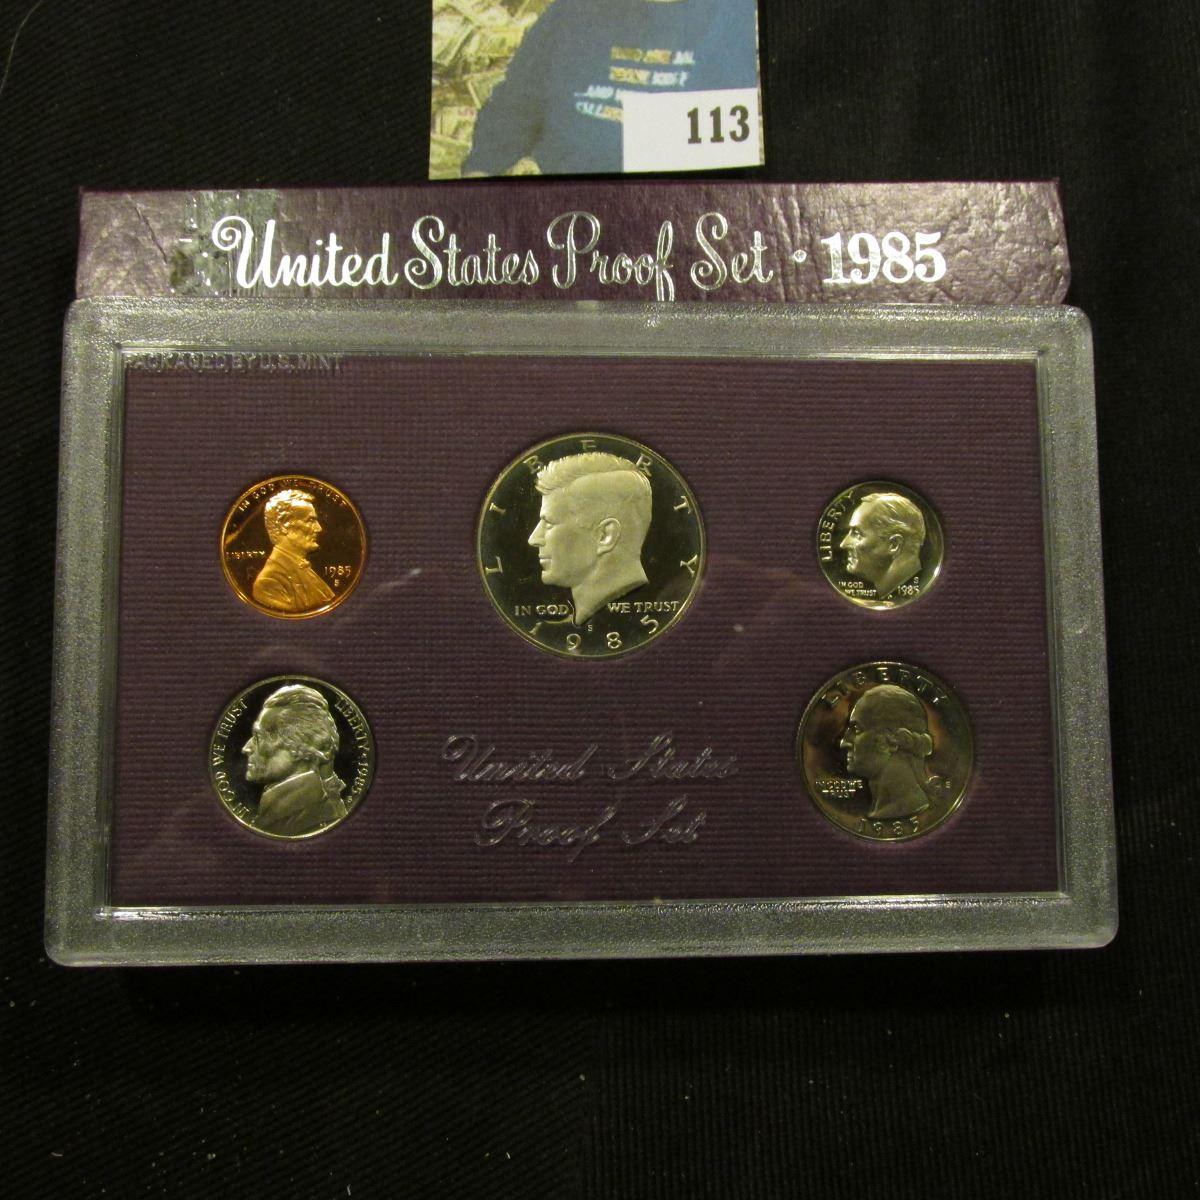 113
United States Proof Set · 1985
PACKAGED BY U.S. MINT
IN GOD WE TRUST
LIBERTY
1985
S
LIBERTY
IN GOD WE TRUST
S
1985
LIBERTY
IN GOD
WE TRUST
S
1985
IN GOD WE TRUST
LIBERTY · 1985
S
United States
Proof Set
LIBERTY
IN GOD WE
TRUST
S
1985